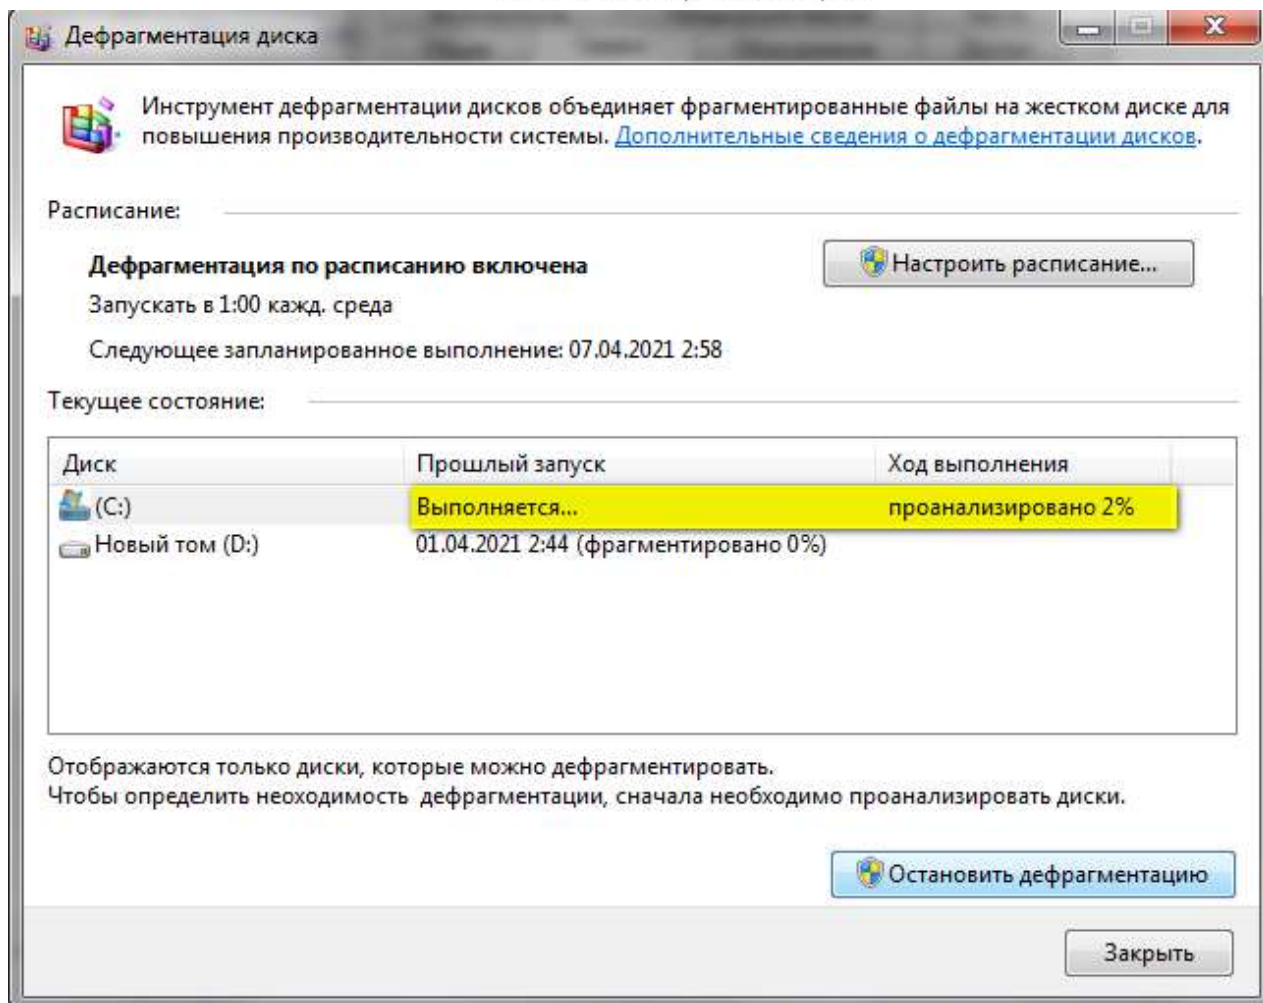 Дефрагментация диска
Инструмент дефрагментации дисков объединяет фрагментированные файлы на жестком диске для
повышения производительности системы. Дополнительные сведения о дефрагментации дисков.
Расписание:
Дефрагментация по расписанию включена
Настроить расписание...
Запускать в 1:00 кажд. среда
Следующее запланированное выполнение: 07.04.2021 2:58
Текущее состояние:
Диск Прошлый запуск Ход выполнения
(C:) Выполняется... проанализировано 2%
Новый том (D:) 01.04.2021 2:44 (фрагментировано 0%)
Отображаются только диски, которые можно дефрагментировать.
Чтобы определить неоходимость дефрагментации, сначала необходимо проанализировать диски.
Остановить дефрагментацию
Закрыть